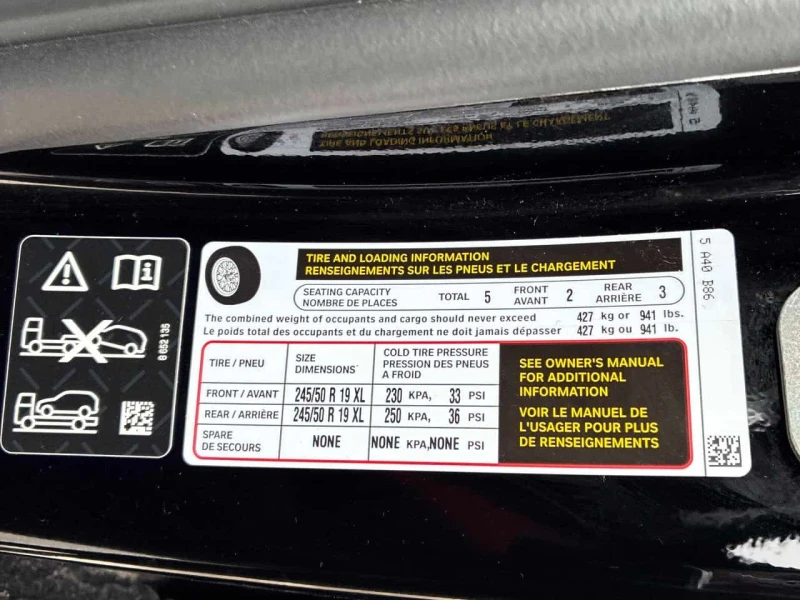 TIRE AND LOADING INFORMATION
RENSEIGNEMENTS SUR LES PNEUS ET LE CHARGEMENT
SEATING CAPACITY
NOMBRE DE PLACES
TOTAL 5
FRONT
AVANT 2
REAR
ARRIÈRE 3
The combined weight of occupants and cargo should never exceed 427 kg or 941 lbs.
Le poids total des occupants et du chargement ne doit jamais dépasser 427 kg ou 941 lb.
TIRE / PNEU
SIZE
DIMENSIONS
COLD TIRE PRESSURE
PRESSION DES PNEUS
A FROID
FRONT / AVANT 245/50 R 19 XL 230 KPA, 33 PSI
REAR / ARRIÈRE 245/50 R 19 XL 250 KPA, 36 PSI
SPARE
DE SECOURS NONE NONE KPA, NONE PSI
SEE OWNER'S MANUAL
FOR ADDITIONAL
INFORMATION
VOIR LE MANUEL DE
L'USAGER POUR PLUS
DE RENSEIGNEMENTS
5 A40 B86
8 652 135